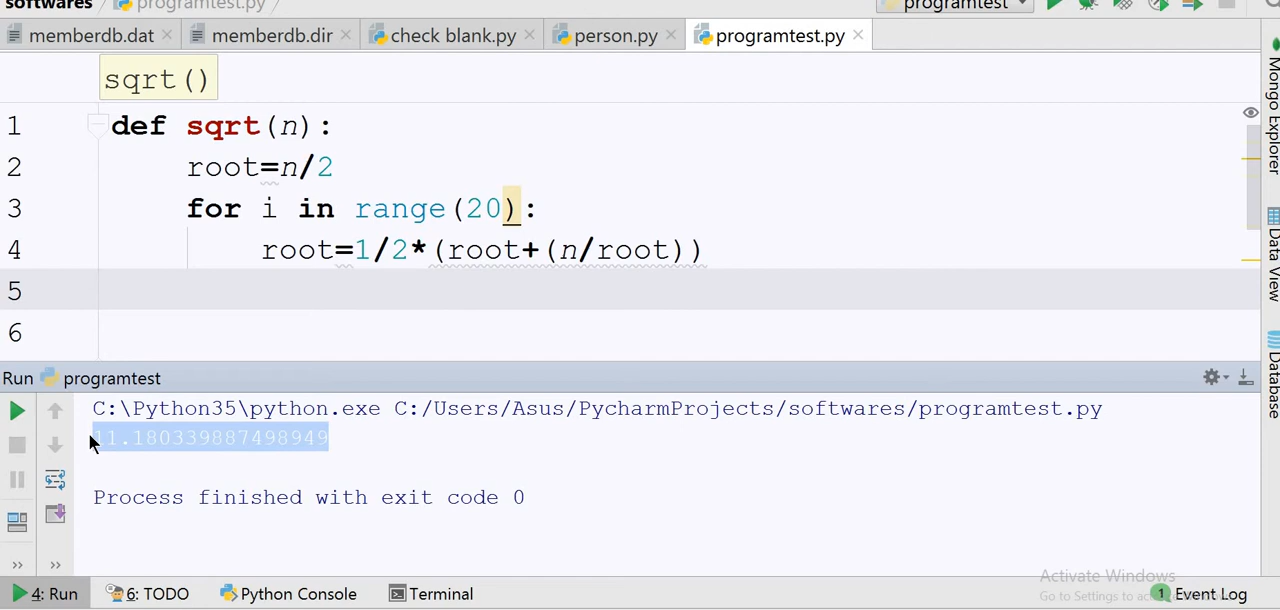 softwares programtest.py programtest
memberdb.dat memberdb.dir check blank.py person.py programtest.py
sqrt()
1 def sqrt(n):
2 root=n/2
3 for i in range(20):
4 root=1/2*(root+(n/root))
5
6
Run programtest
C:\Python35\python.exe C:/Users/Asus/PycharmProjects/softwares/programtest.py
11.180339887498949
Process finished with exit code 0
Activate Windows
Go to Settings to
4: Run 6: TODO Python Console Terminal 1 Event Log
Mongo Explorer
Data View
Database